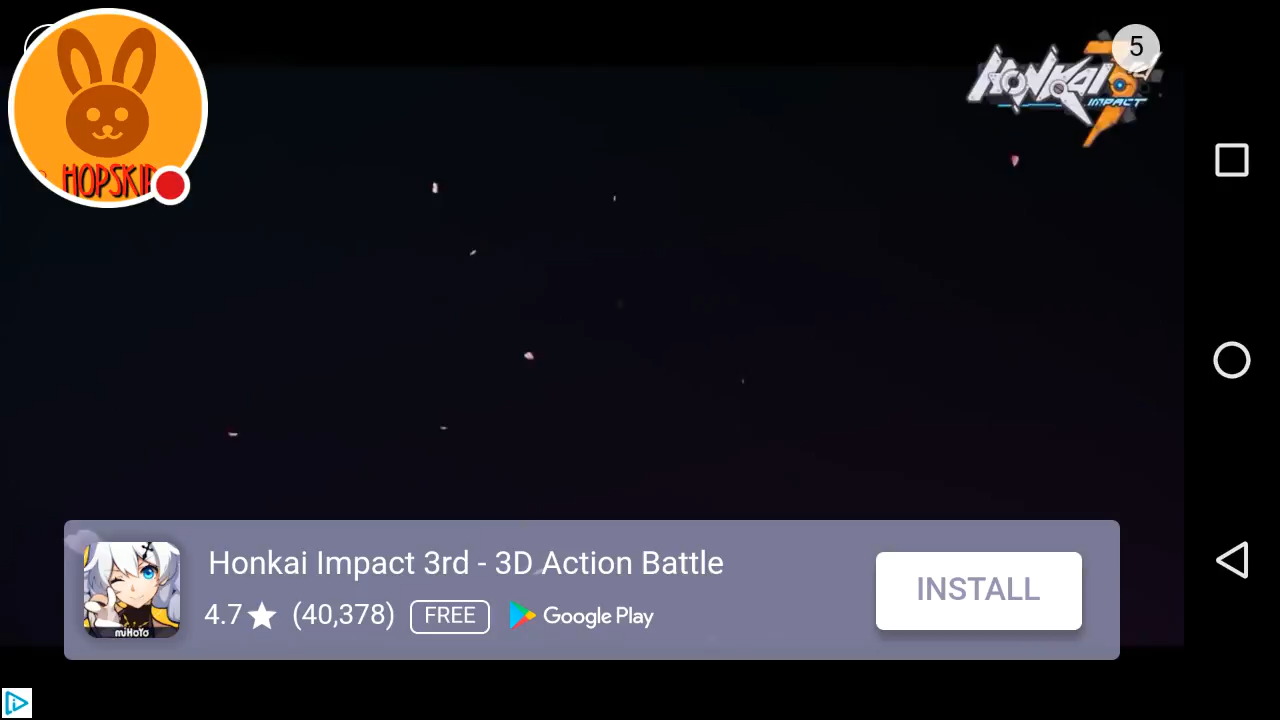 HOPSKIP
HONKAI
IMPACT 3rd
5
Honkai Impact 3rd - 3D Action Battle
4.7 (40,378) FREE Google Play
INSTALL
miHoYo